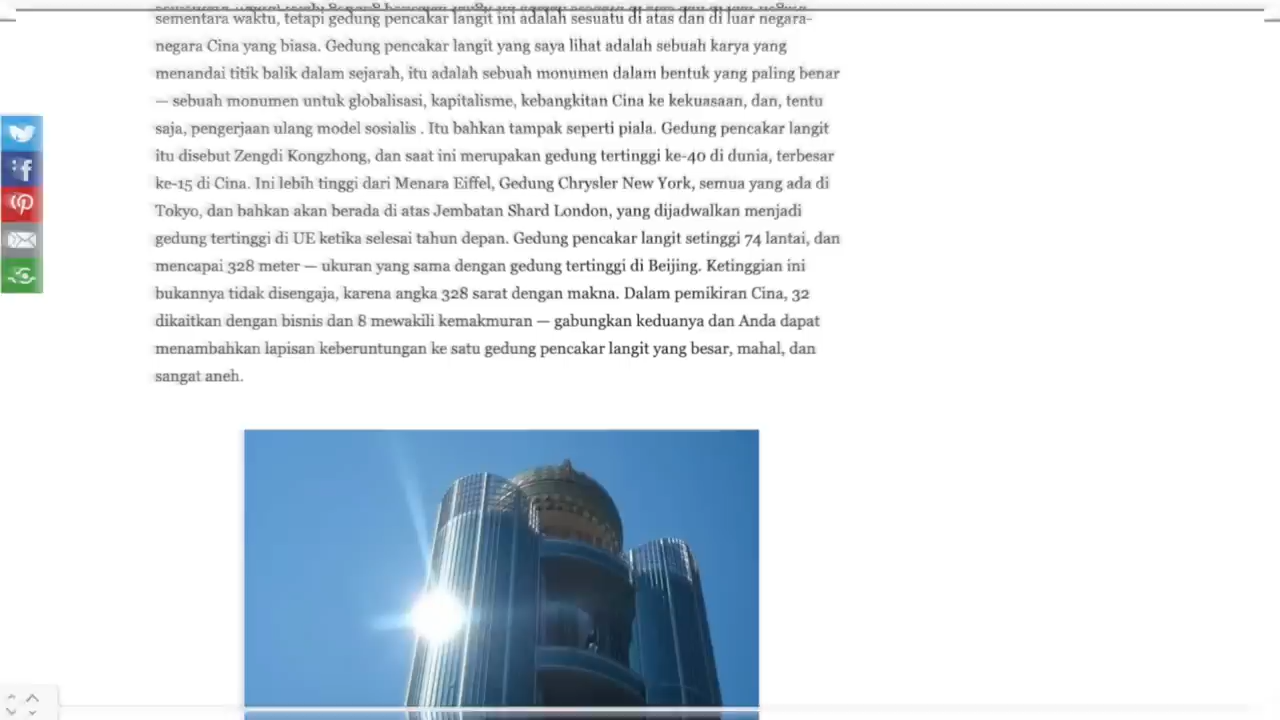 sementara waktu, tetapi gedung pencakar langit ini adalah sesuatu di atas dan di luar negara-
negara Cina yang biasa. Gedung pencakar langit yang saya lihat adalah sebuah karya yang
menandai titik balik dalam sejarah, itu adalah sebuah monumen dalam bentuk yang paling benar
— sebuah monumen untuk globalisasi, kapitalisme, kebangkitan Cina ke kekuasaan, dan, tentu
saja, pengerjaan ulang model sosialis . Itu bahkan tampak seperti piala. Gedung pencakar langit
itu disebut Zengdi Kongzhong, dan saat ini merupakan gedung tertinggi ke-40 di dunia, terbesar
ke-15 di Cina. Ini lebih tinggi dari Menara Eiffel, Gedung Chrysler New York, semua yang ada di
Tokyo, dan bahkan akan berada di atas Jembatan Shard London, yang dijadwalkan menjadi
gedung tertinggi di UE ketika selesai tahun depan. Gedung pencakar langit setinggi 74 lantai, dan
mencapai 328 meter — ukuran yang sama dengan gedung tertinggi di Beijing. Ketinggian ini
bukannya tidak disengaja, karena angka 328 sarat dengan makna. Dalam pemikiran Cina, 32
dikaitkan dengan bisnis dan 8 mewakili kemakmuran — gabungkan keduanya dan Anda dapat
menambahkan lapisan keberuntungan ke satu gedung pencakar langit yang besar, mahal, dan
sangat aneh.